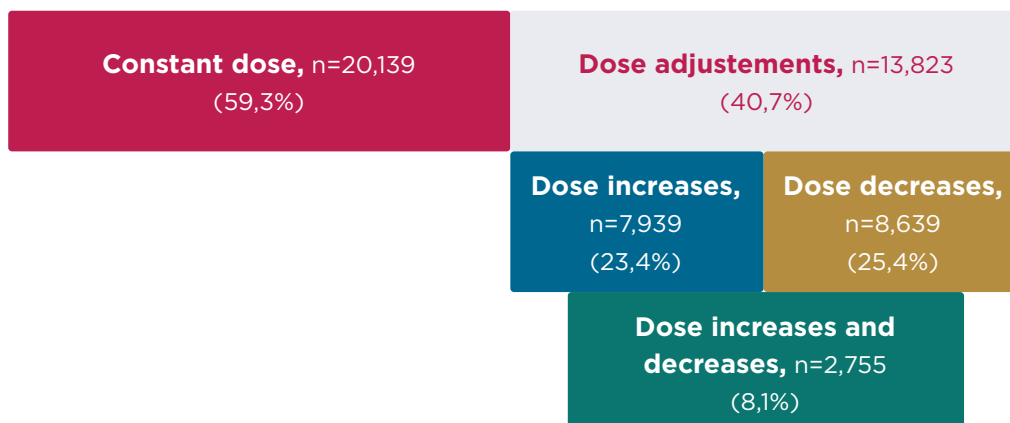 Constant dose, n=20,139
(59,3%)
Dose adjustements, n=13,823
(40,7%)
Dose increases,
n=7,939
(23,4%)
Dose decreases,
n=8,639
(25,4%)
Dose increases and
decreases, n=2,755
(8,1%)